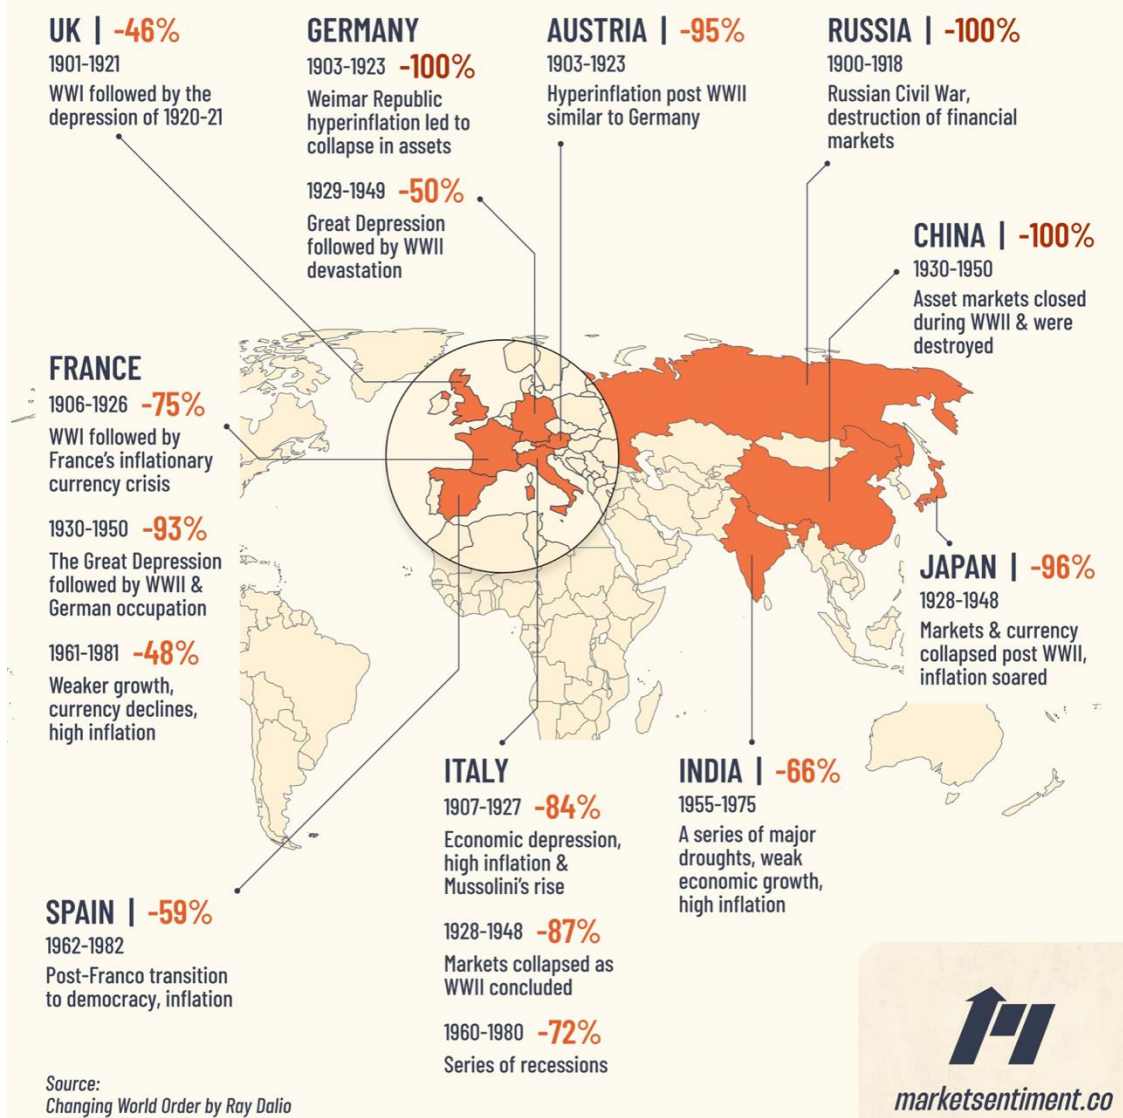 UK | -46%
1901-1921
WWI followed by the
depression of 1920-21
GERMANY
1903-1923 -100%
Weimar Republic
hyperinflation led to
collapse in assets
1929-1949 -50%
Great Depression
followed by WWII
devastation
AUSTRIA | -95%
1903-1923
Hyperinflation post WWII
similar to Germany
RUSSIA | -100%
1900-1918
Russian Civil War,
destruction of financial
markets
CHINA | -100%
1930-1950
Asset markets closed
during WWII & were
destroyed
FRANCE
1906-1926 -75%
WWI followed by
France's inflationary
currency crisis
1930-1950 -93%
The Great Depression
followed by WWII &
German occupation
1961-1981 -48%
Weaker growth,
currency declines,
high inflation
JAPAN | -96%
1928-1948
Markets & currency
collapsed post WWII,
inflation soared
ITALY
1907-1927 -84%
Economic depression,
high inflation &
Mussolini's rise
1928-1948 -87%
Markets collapsed as
WWII concluded
1960-1980 -72%
Series of recessions
INDIA | -66%
1955-1975
A series of major
droughts, weak
economic growth,
high inflation
SPAIN | -59%
1962-1982
Post-Franco transition
to democracy, inflation
Source:
Changing World Order by Ray Dalio
marketsentiment.co